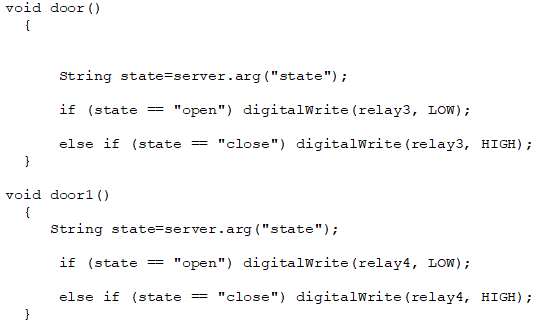 void door()
{
String state=server.arg("state");
if (state == "open") digitalWrite(relay3, LOW);
else if (state == "close") digitalWrite(relay3, HIGH);
}
void door1()
{
String state=server.arg("state");
if (state == "open") digitalWrite(relay4, LOW);
else if (state == "close") digitalWrite(relay4, HIGH);
}